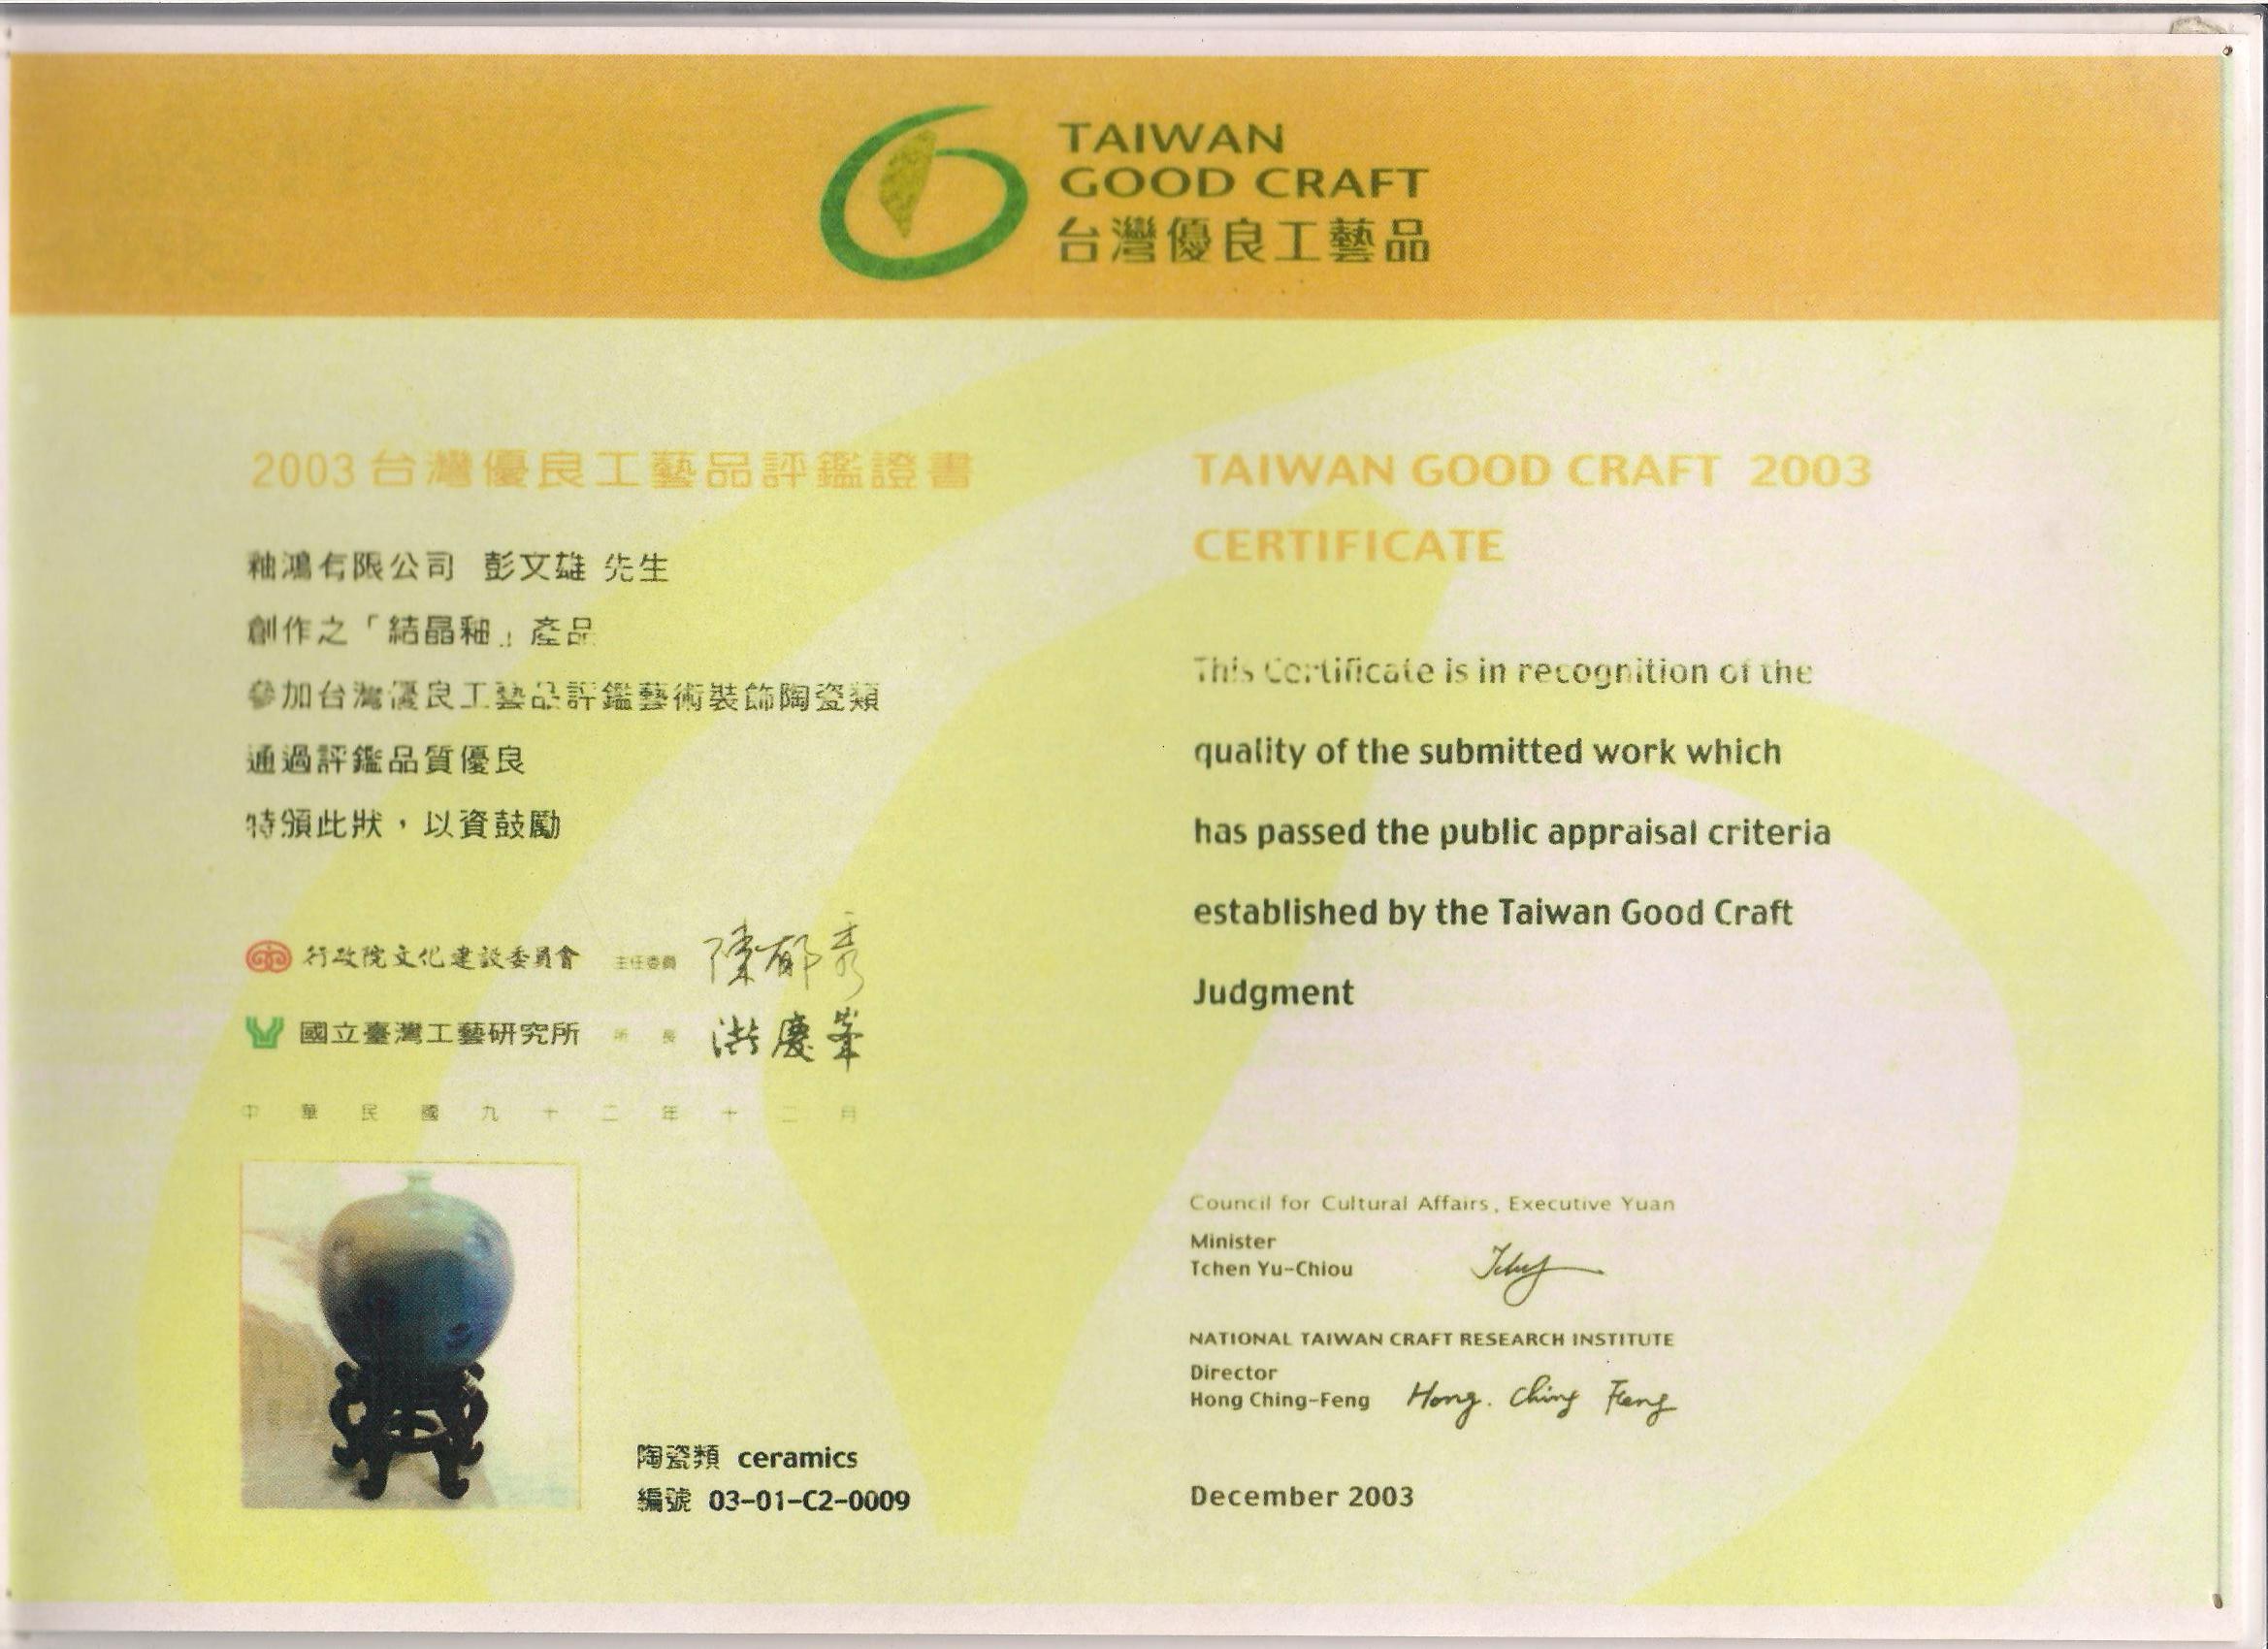 TAIWAN
GOOD CRAFT
台灣優良工藝品
2003 台灣優良工藝品評鑑證書
釉鴻有限公司 彭文雄 先生
創作之「結晶釉」產品
參加台灣優良工藝品評鑑藝術裝飾陶瓷類
通過評鑑品質優良
特頒此狀，以資鼓勵
行政院文化建設委員會 主任委員 陳郁秀
國立臺灣工藝研究所 所長 洪慶峯
中華民國九十二年十二月
陶瓷類 ceramics
編號 03-01-C2-0009
TAIWAN GOOD CRAFT 2003
CERTIFICATE
This Certificate is in recognition of the
quality of the submitted work which
has passed the public appraisal criteria
established by the Taiwan Good Craft
Judgment
Council for Cultural Affairs, Executive Yuan
Minister
Tchen Yu-Chiou
NATIONAL TAIWAN CRAFT RESEARCH INSTITUTE
Director
Hong Ching-Feng Hong. Ching Feng
December 2003